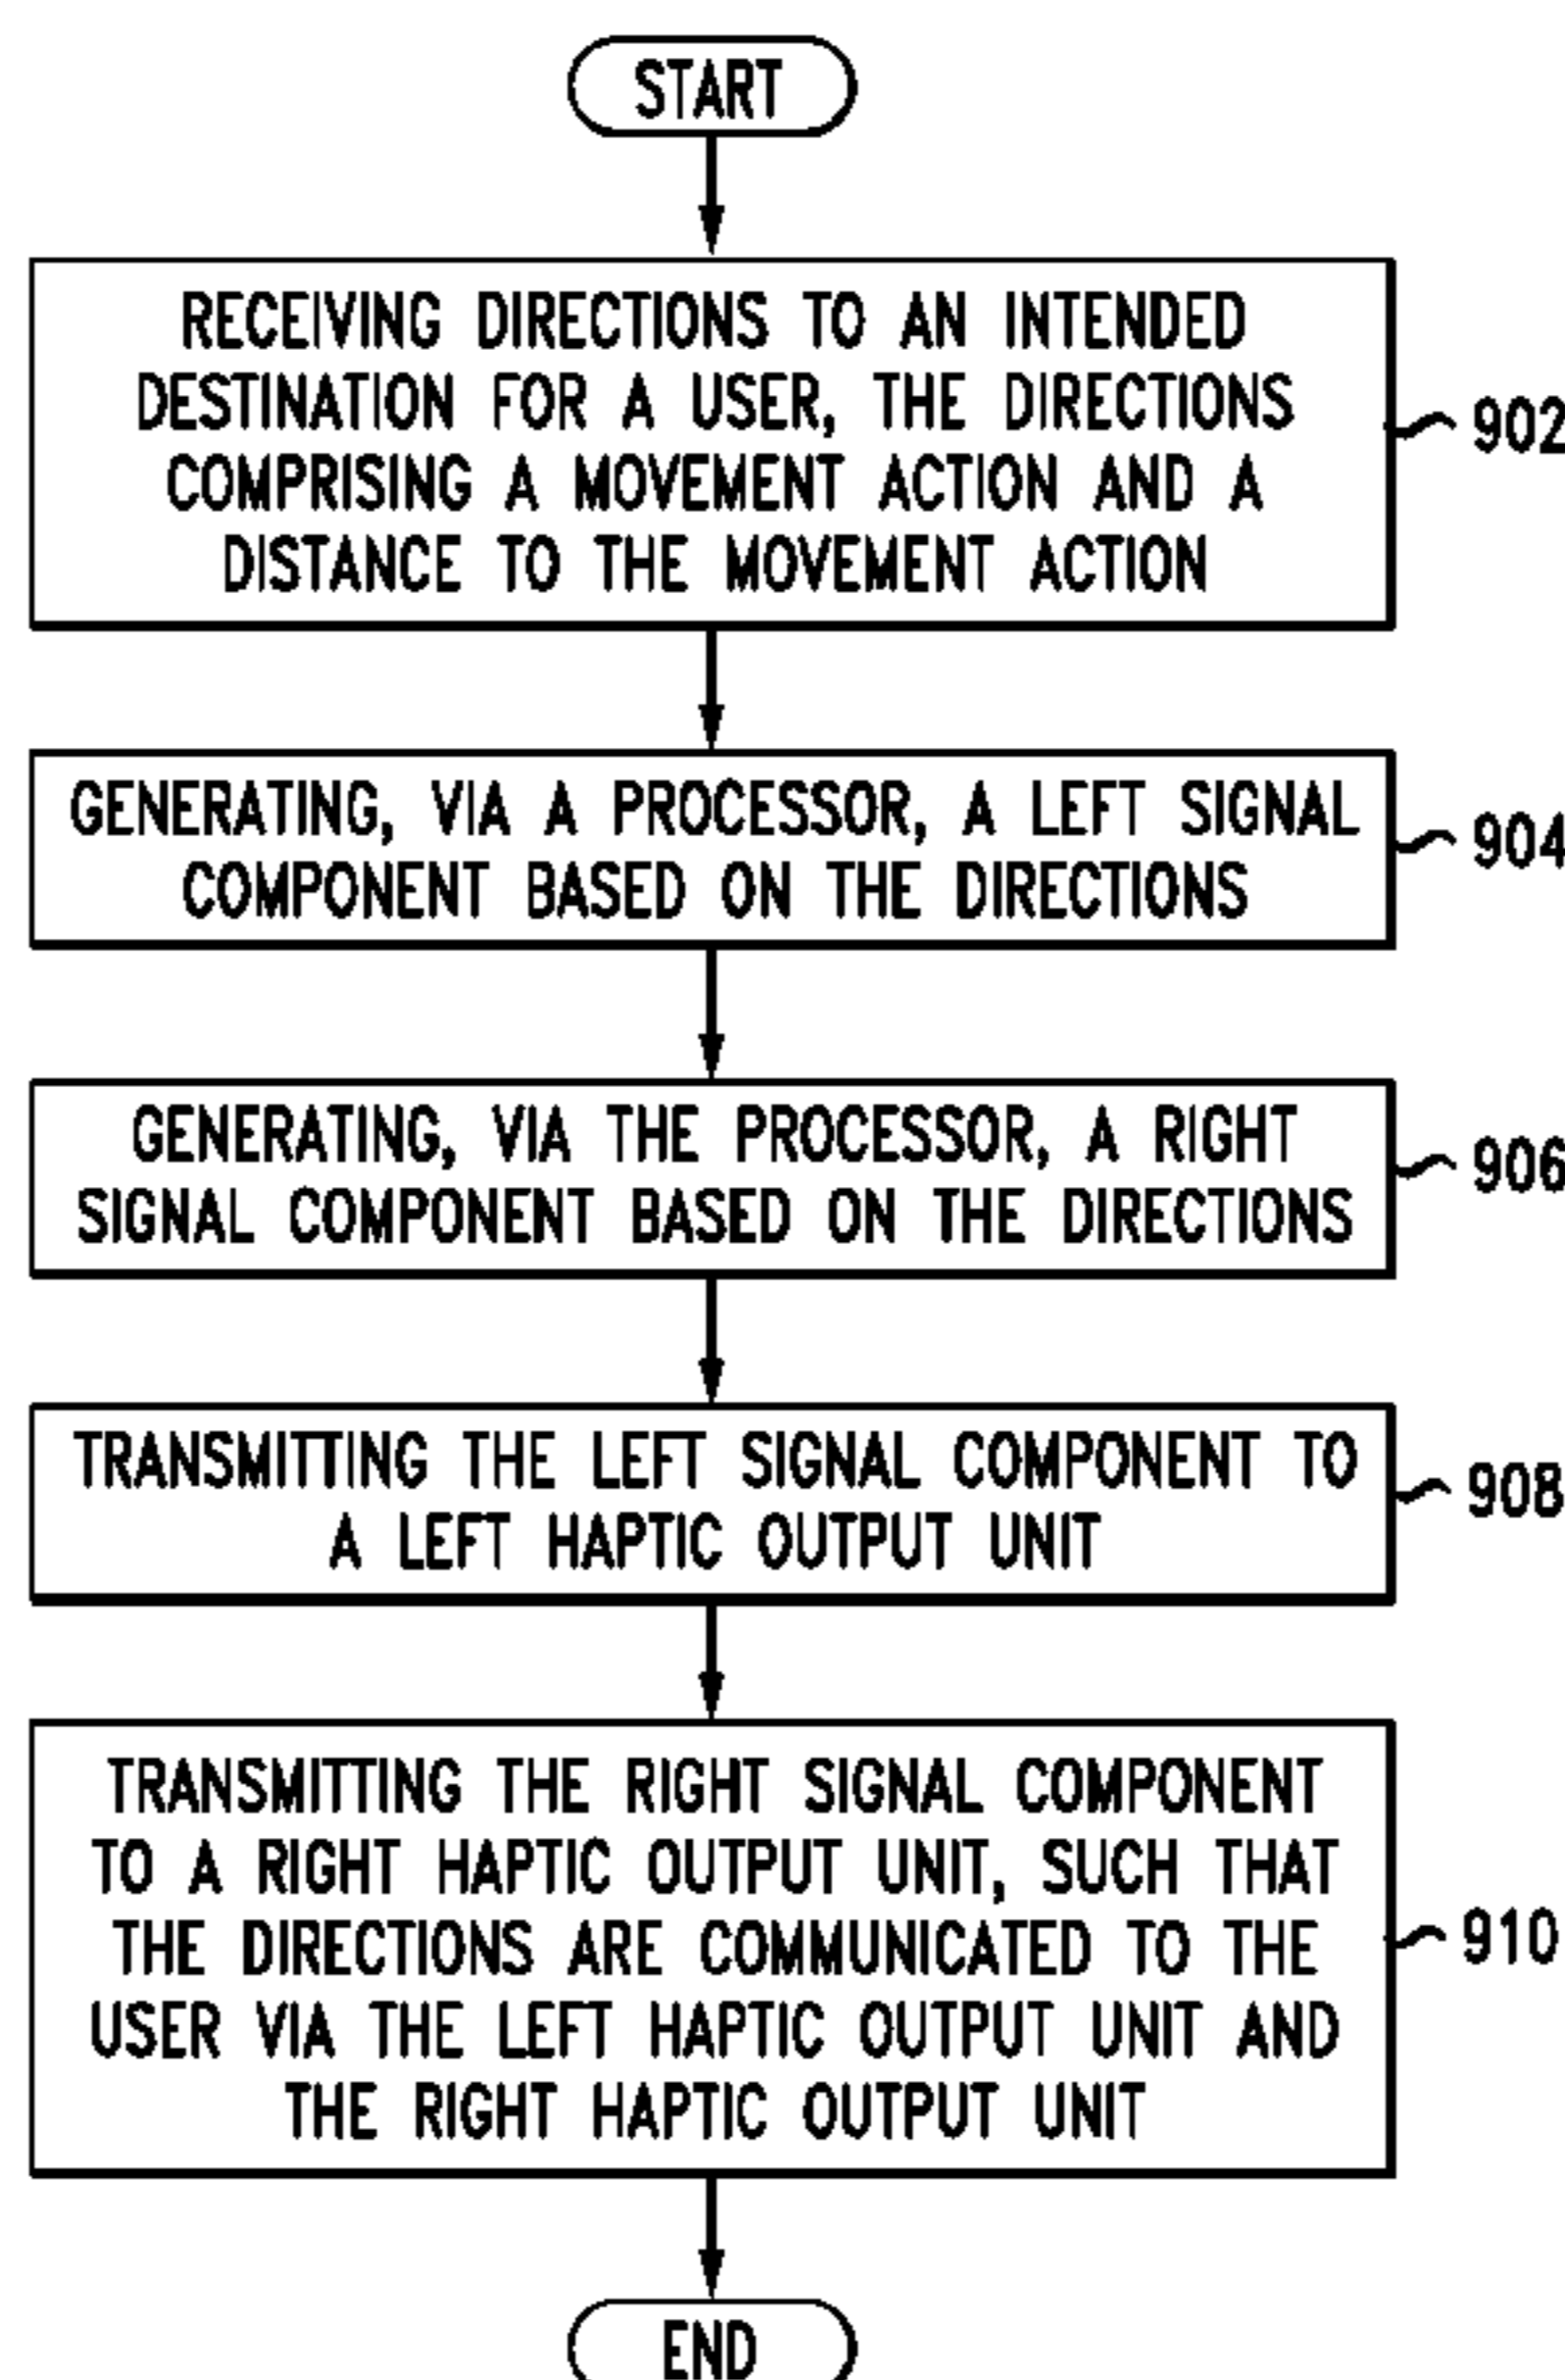 START
RECEIVING DIRECTIONS TO AN INTENDED
DESTINATION FOR A USER, THE DIRECTIONS
COMPRISING A MOVEMENT ACTION AND A
DISTANCE TO THE MOVEMENT ACTION
902
GENERATING, VIA A PROCESSOR, A LEFT SIGNAL
COMPONENT BASED ON THE DIRECTIONS
904
GENERATING, VIA THE PROCESSOR, A RIGHT
SIGNAL COMPONENT BASED ON THE DIRECTIONS
906
TRANSMITTING THE LEFT SIGNAL COMPONENT TO
A LEFT HAPTIC OUTPUT UNIT
908
TRANSMITTING THE RIGHT SIGNAL COMPONENT
TO A RIGHT HAPTIC OUTPUT UNIT, SUCH THAT
THE DIRECTIONS ARE COMMUNICATED TO THE
USER VIA THE LEFT HAPTIC OUTPUT UNIT AND
THE RIGHT HAPTIC OUTPUT UNIT
910
END